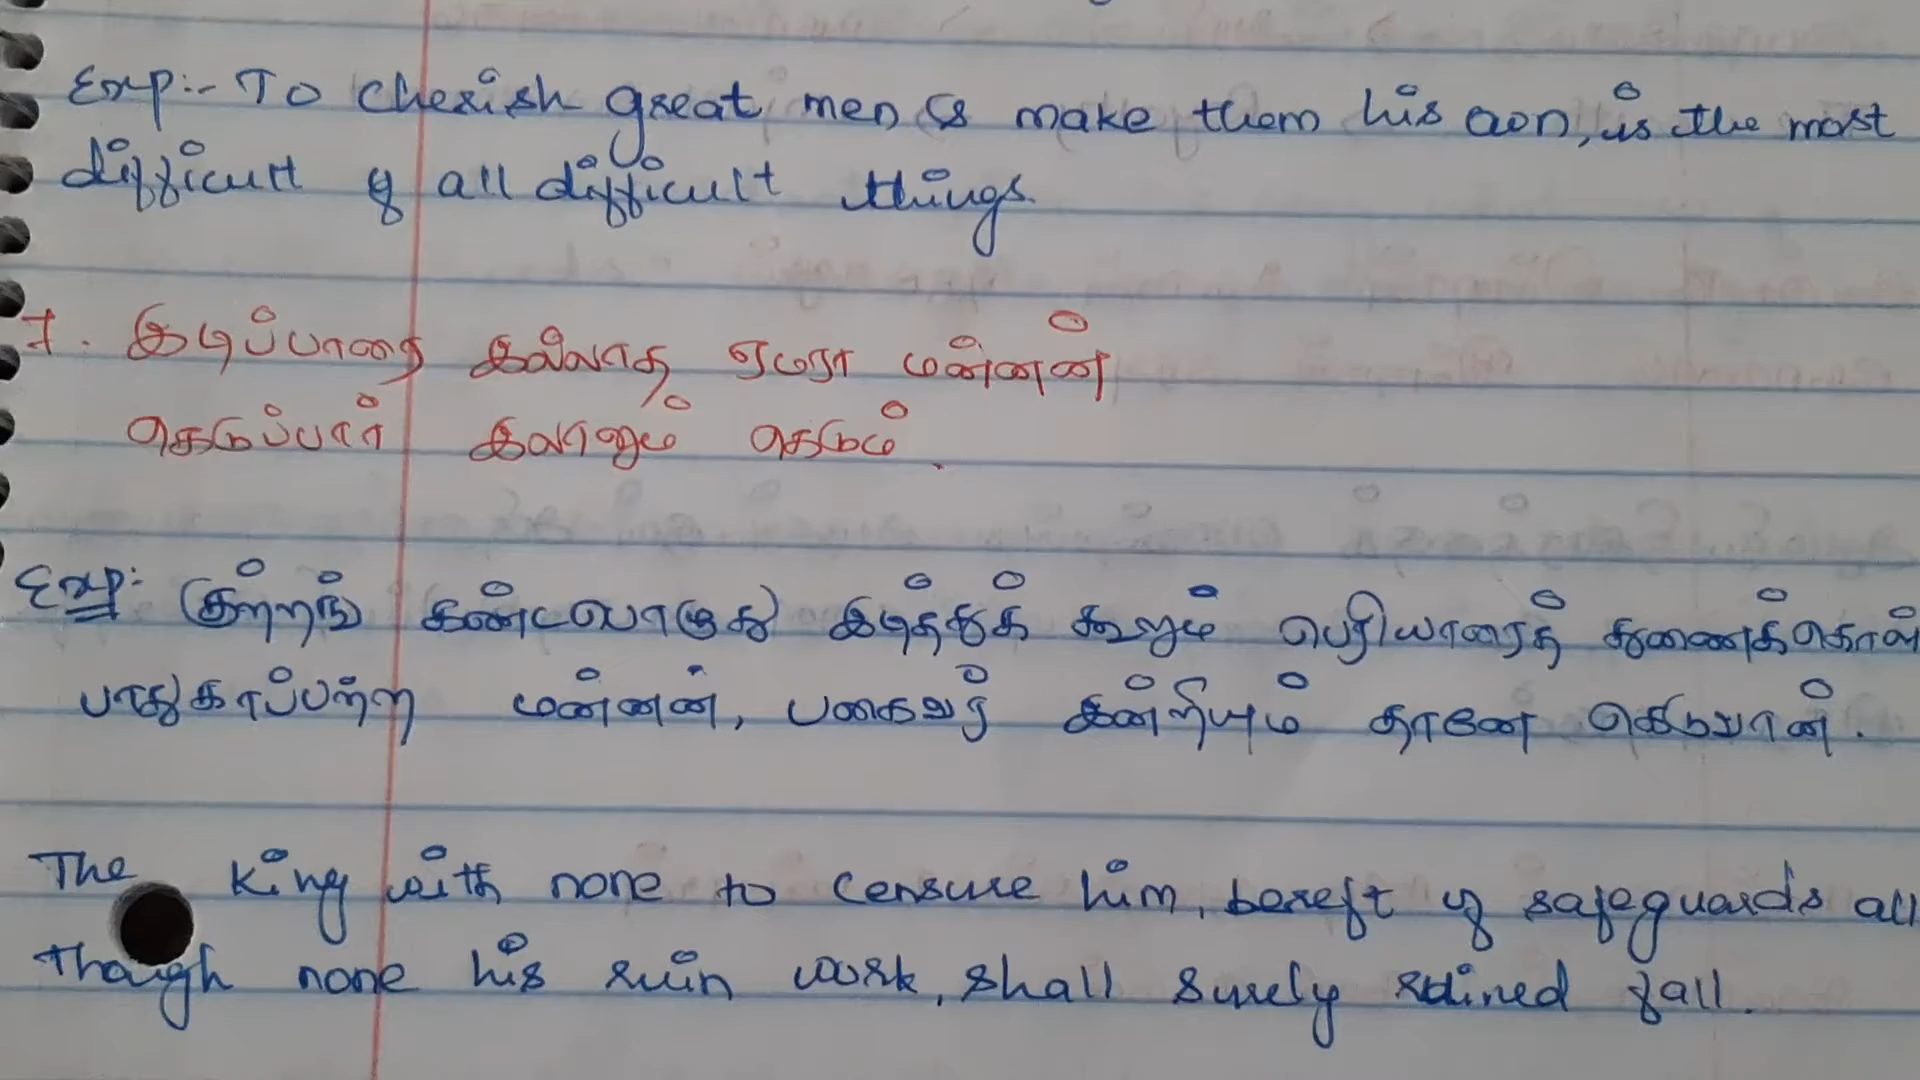 Exp:- To cherish great men & make them his own, is the most
difficult of all difficult things.
7. இடிப்பாரை இல்லாத ஏமரா மன்னன்
கெடுப்பார் இலானும் கெடும்.
Exp: குற்றங் கண்டபொழுது இடித்துக் கூறும் பெரியாரைத் துணைக்கொள்
பாதுகாப்பற்ற மன்னன், பகைவர் இன்றியும் தானே கெடுவான்.
The King with none to censure him, bereft of safeguards all
Though none his ruin work, shall surely ruined fall.